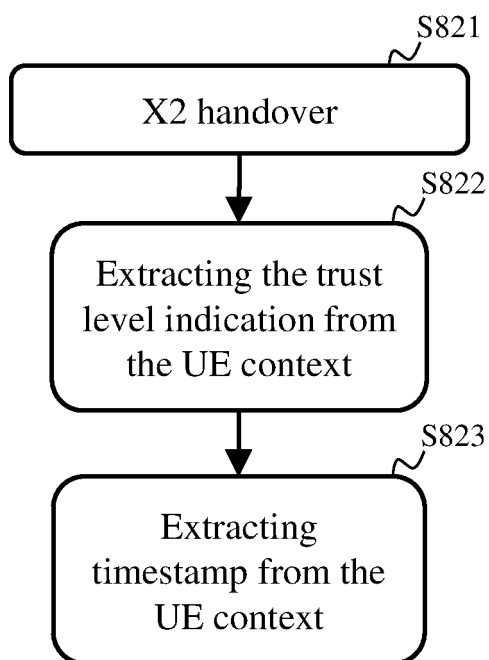 S821
X2 handover
S822
Extracting the trust
level indication from
the UE context
S823
Extracting
timestamp from the
UE context